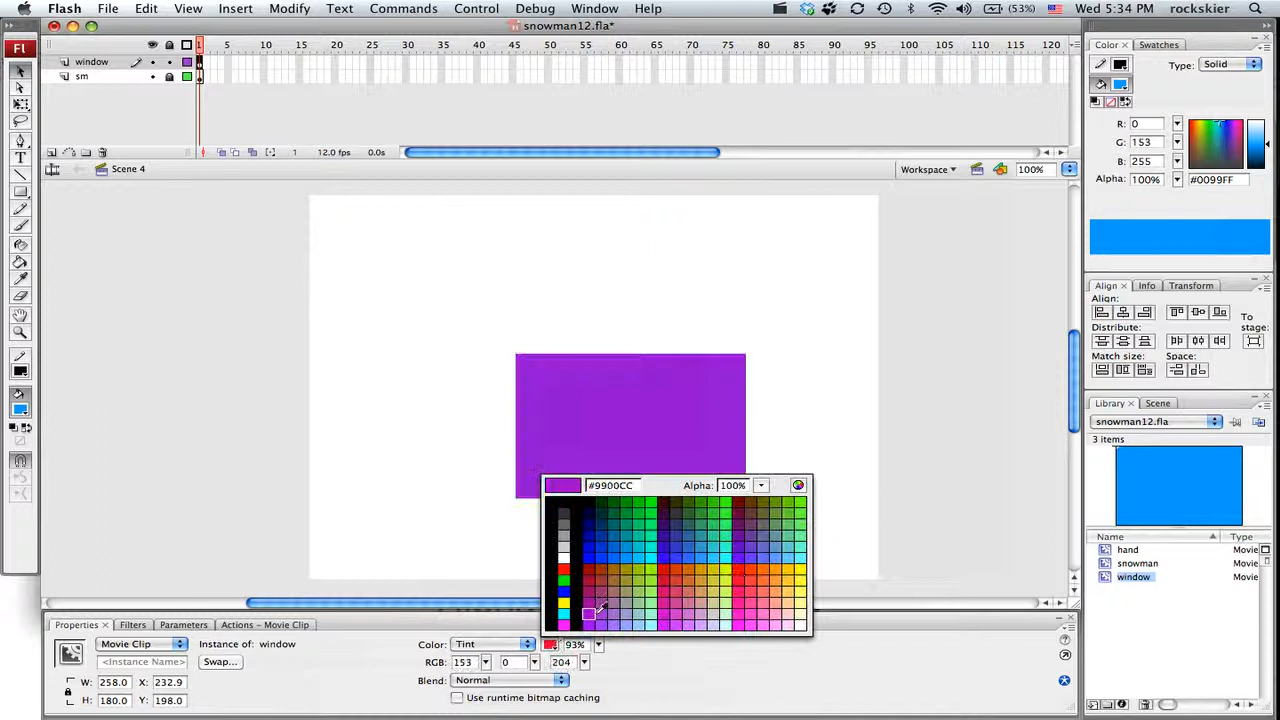 Flash File Edit View Insert Modify Text Commands Control Debug Window Help (53%) Wed 5:34 PM rockskier
snowman12.fla*
Fl
1 5 10 15 20 25 30 35 40 45 50 55 60 65 70 75 80 85 90 95 100 105 110 115 120
window
sm
1 12.0 fps 0.0s
Scene 4 Workspace 100%
Color Swatches
Type: Solid
R: 0
G: 153
B: 255
Alpha: 100% #0099FF
Align Info Transform
Align:
To stage:
Distribute:
Match size: Space:
Library Scene
snowman12.fla
3 items
Name Type
hand Movie
snowman Movie
window Movie
#9900CC Alpha: 100%
Properties Filters Parameters Actions – Movie Clip
Movie Clip Instance of: window Color: Tint 93%
<Instance Name> Swap... RGB: 153 0 204
W: 258.0 X: 232.9 Blend: Normal
H: 180.0 Y: 198.0 Use runtime bitmap caching